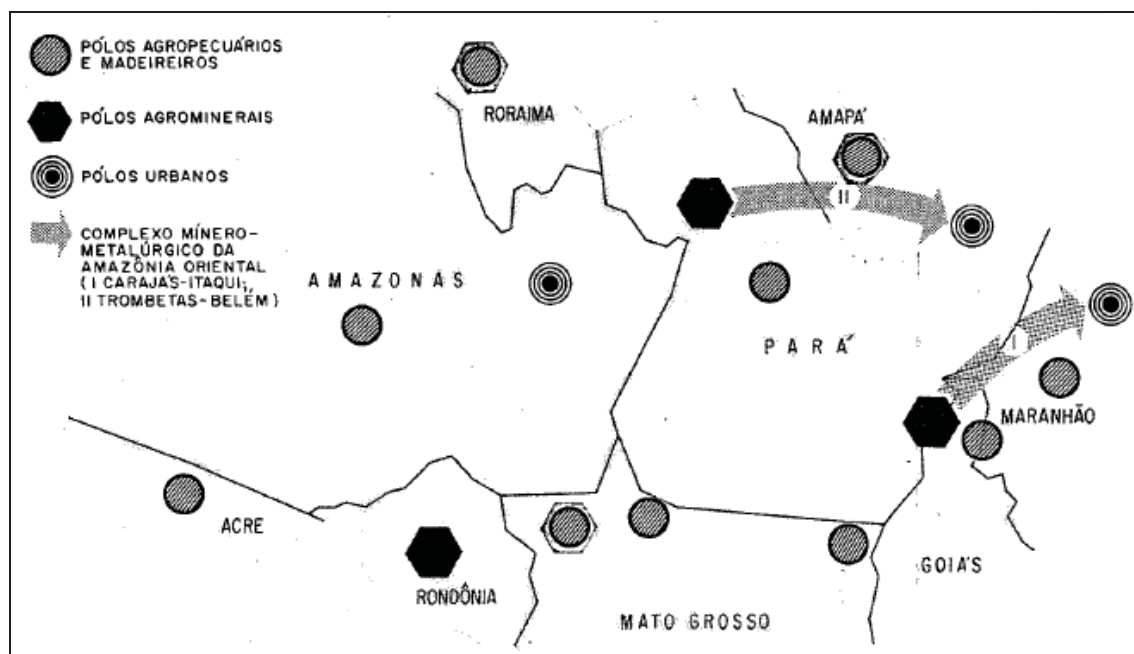 PÓLOS AGROPECUÁRIOS
E MADEIREIROS
PÓLOS AGROMINERAIS
PÓLOS URBANOS
COMPLEXO MÍNERO-
METALÚRGICO DA
AMAZÔNIA ORIENTAL
( I CARAJÁS-ITAQUI;
II TROMBETAS-BELÉM )
RORAIMA
AMAPÁ
II
AMAZONAS
PARÁ
I
MARANHÃO
ACRE
RONDÔNIA
GOIÁS
MATO GROSSO